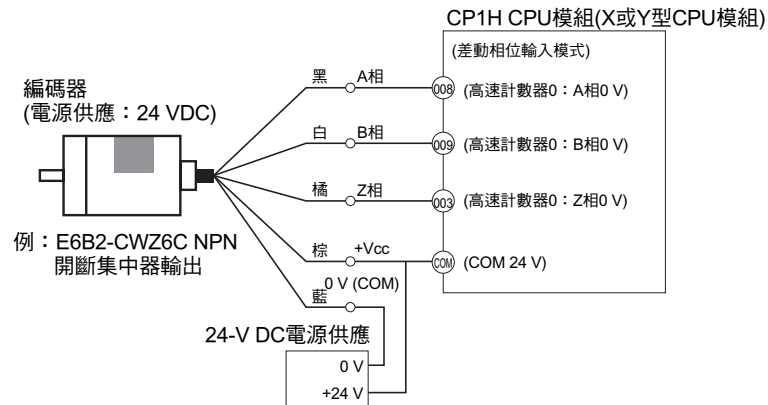 CP1H CPU模組(X或Y型CPU模組)
(差動相位輸入模式)
編碼器
(電源供應：24 VDC)
黑 A相 008 (高速計數器0：A相0 V)
白 B相 009 (高速計數器0：B相0 V)
橘 Z相 003 (高速計數器0：Z相0 V)
例：E6B2-CWZ6C NPN
開斷集中器輸出
棕 +Vcc COM (COM 24 V)
藍 0 V (COM)
24-V DC電源供應
0 V
+24 V